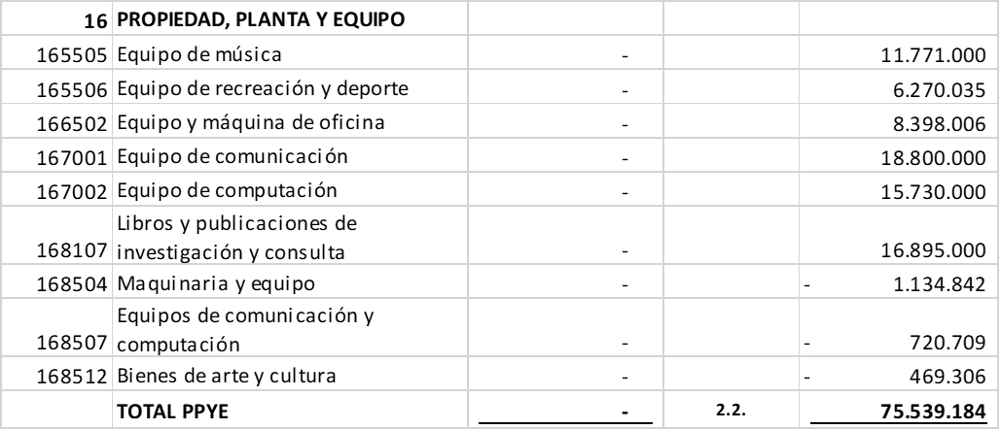 16 PROPIEDAD, PLANTA Y EQUIPO
165505 Equipo de música - 11.771.000
165506 Equipo de recreación y deporte - 6.270.035
166502 Equipo y máquina de oficina - 8.398.006
167001 Equipo de comunicación - 18.800.000
167002 Equipo de computación - 15.730.000
Libros y publicaciones de
168107 investigación y consulta - 16.895.000
168504 Maquinaria y equipo - - 1.134.842
Equipos de comunicación y
168507 computación - - 720.709
168512 Bienes de arte y cultura - - 469.306
TOTAL PPYE - 2.2. 75.539.184